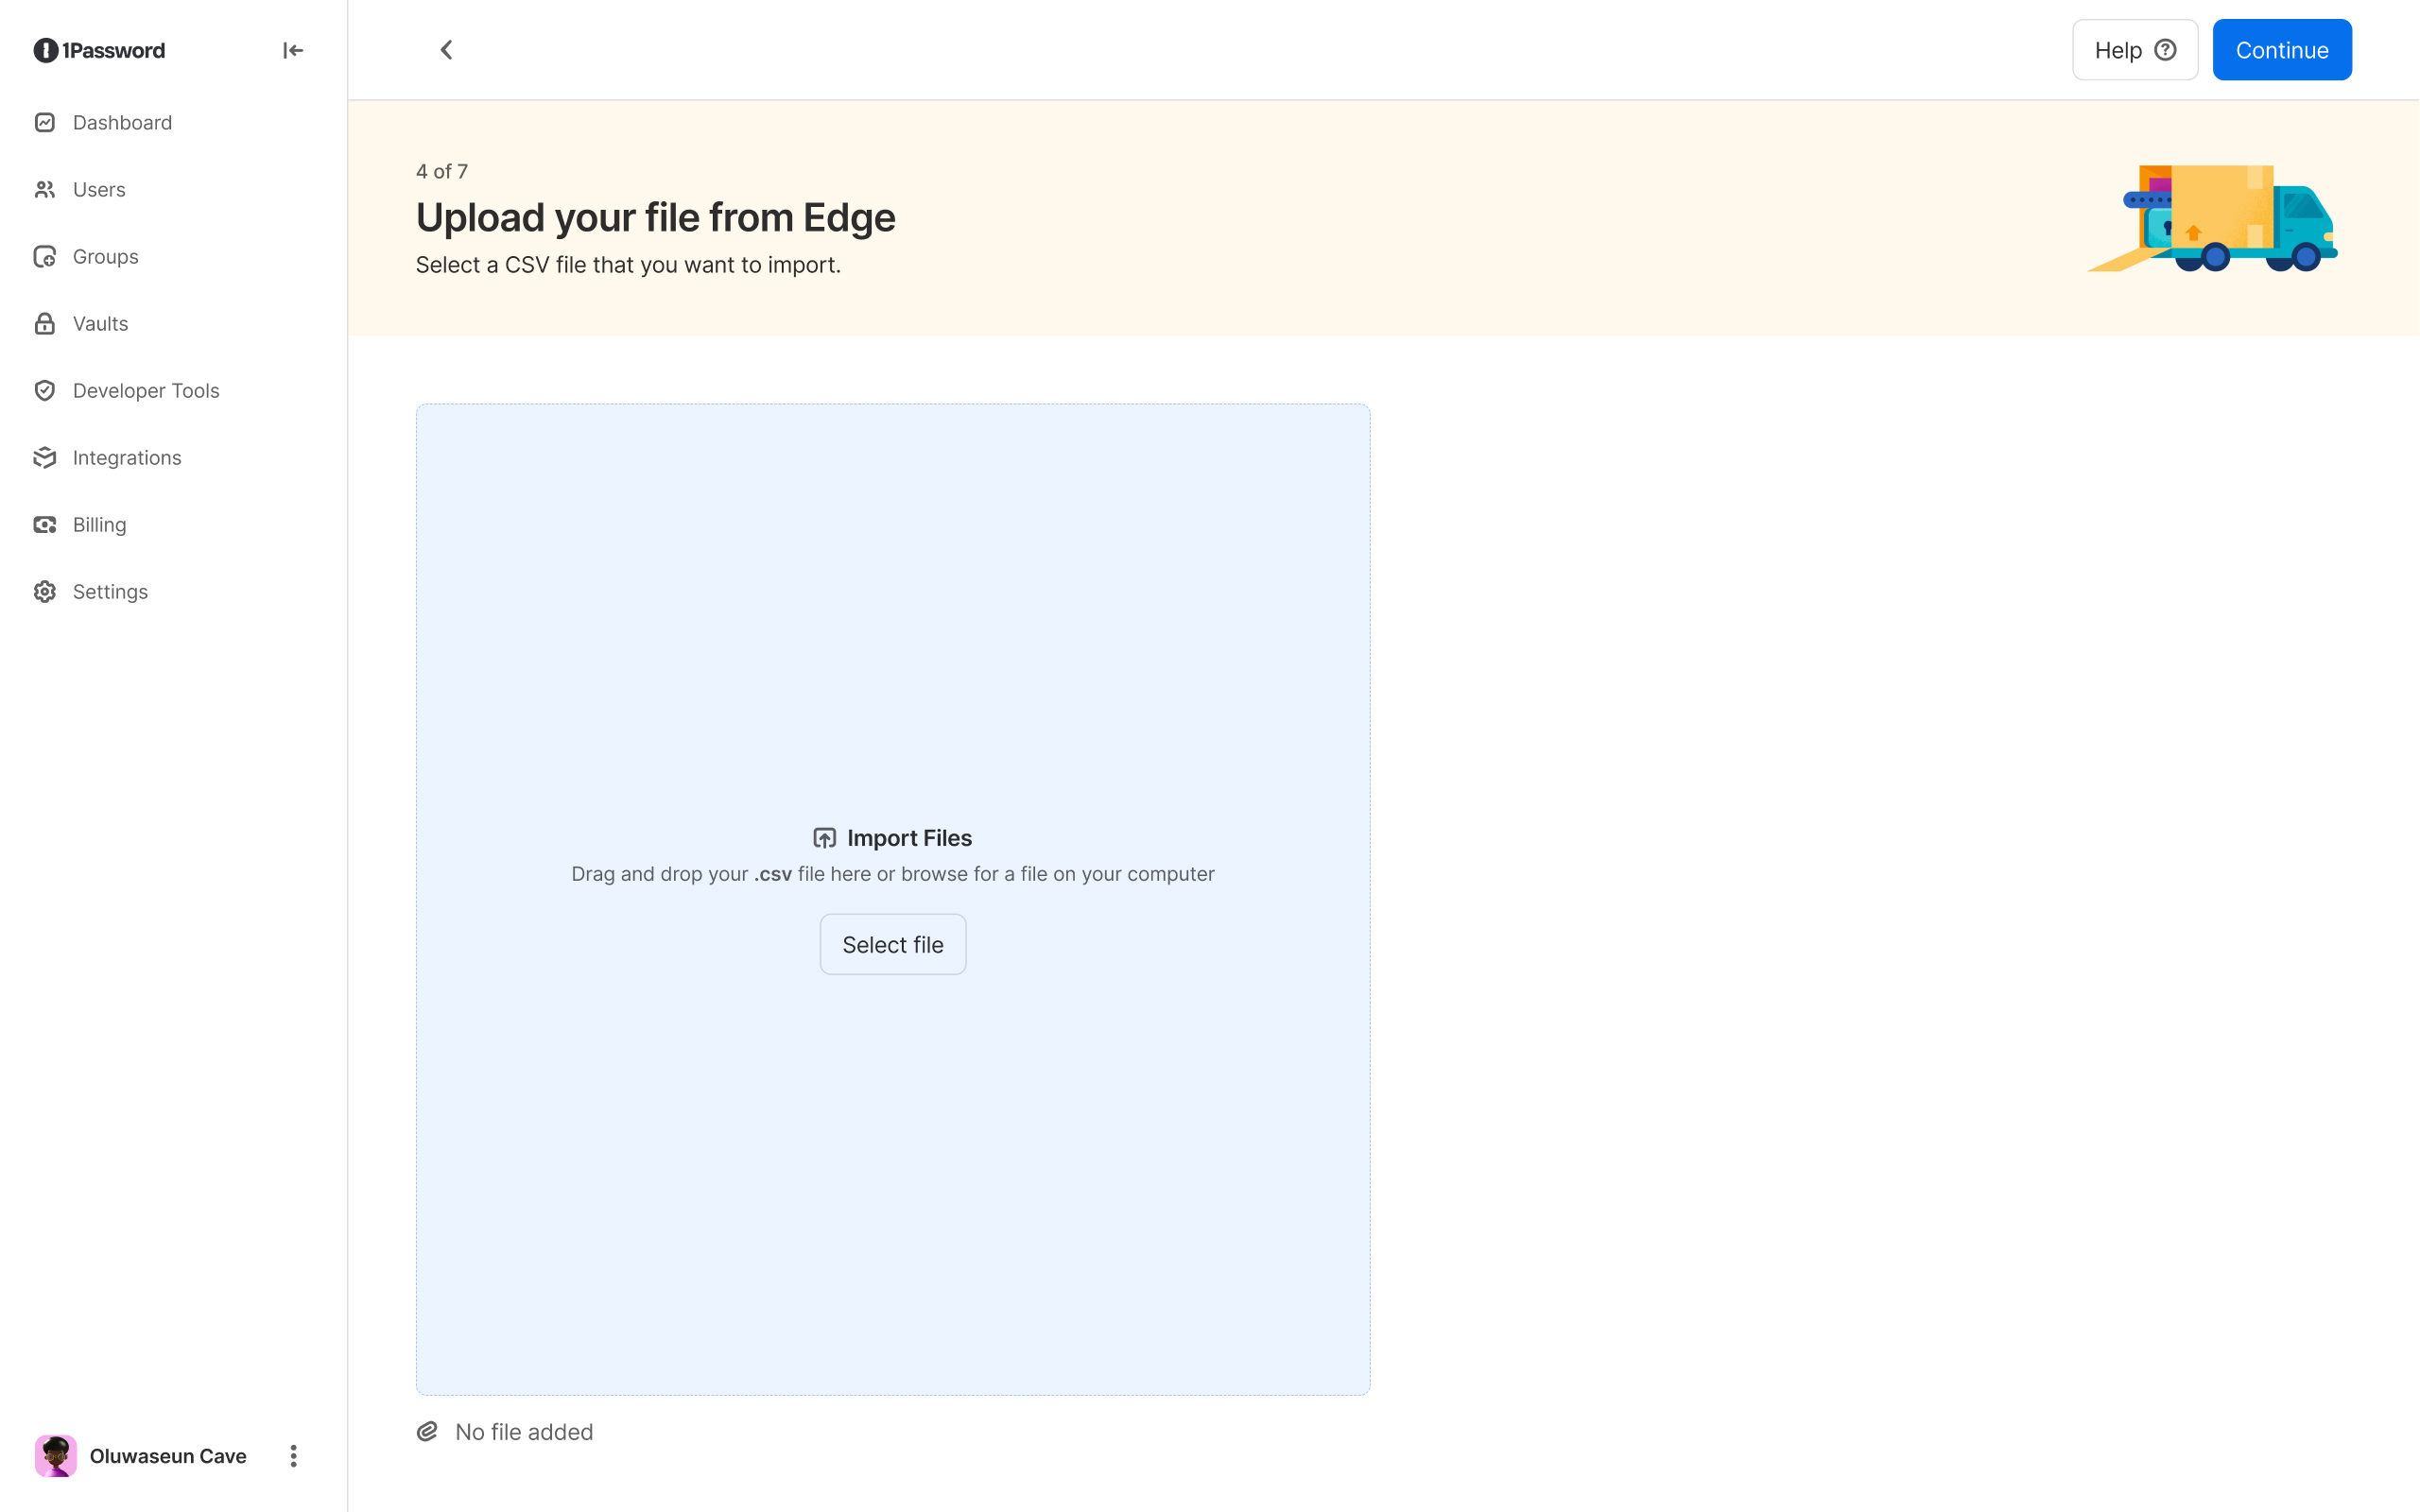 1Password
Dashboard
Users
Groups
Vaults
Developer Tools
Integrations
Billing
Settings
Oluwaseun Cave
Help
Continue
4 of 7
Upload your file from Edge
Select a CSV file that you want to import.
Import Files
Drag and drop your .csv file here or browse for a file on your computer
Select file
No file added